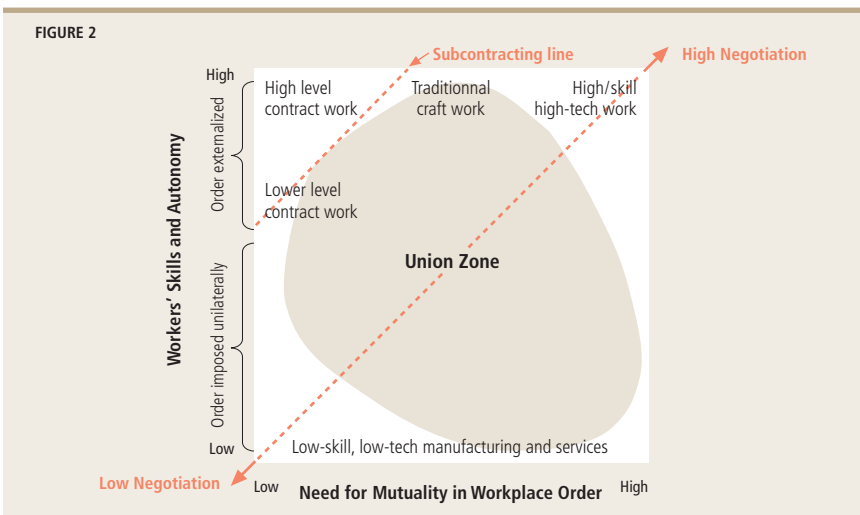 FIGURE 2
Subcontracting line
High Negotiation
High
High level
contract work
Traditionnal
craft work
High/skill
high-tech work
Workers' Skills and Autonomy
Order externalized
Lower level
contract work
Union Zone
Order imposed unilaterally
Low
Low-skill, low-tech manufacturing and services
Low Negotiation
Low
Need for Mutuality in Workplace Order
High